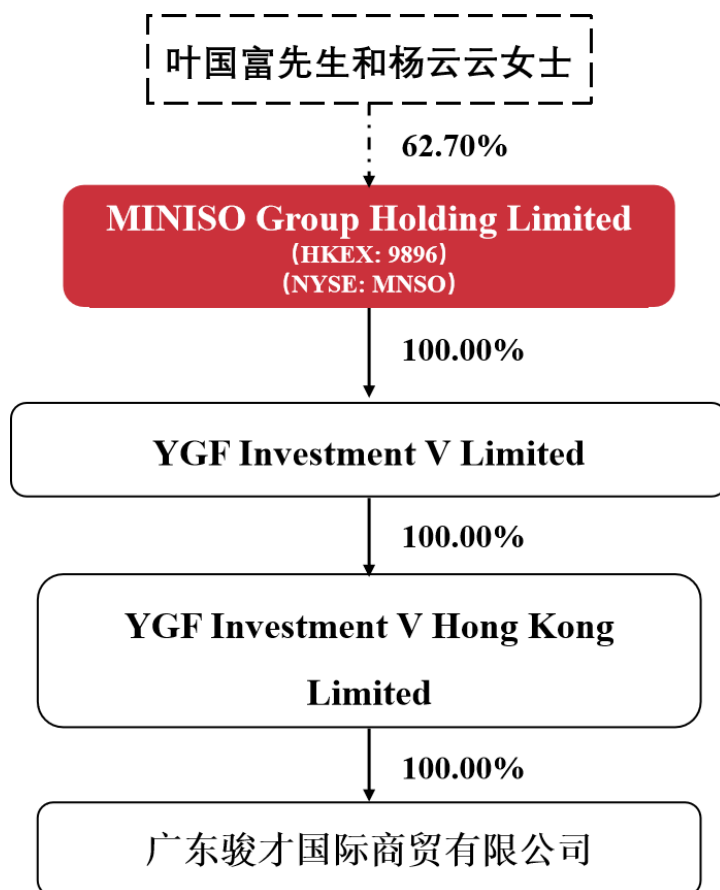 叶国富先生和杨云云女士
62.70%
MINISO Group Holding Limited
(HKEX: 9896)
(NYSE: MNSO)
100.00%
YGF Investment V Limited
100.00%
YGF Investment V Hong Kong
Limited
100.00%
广东骏才国际商贸有限公司